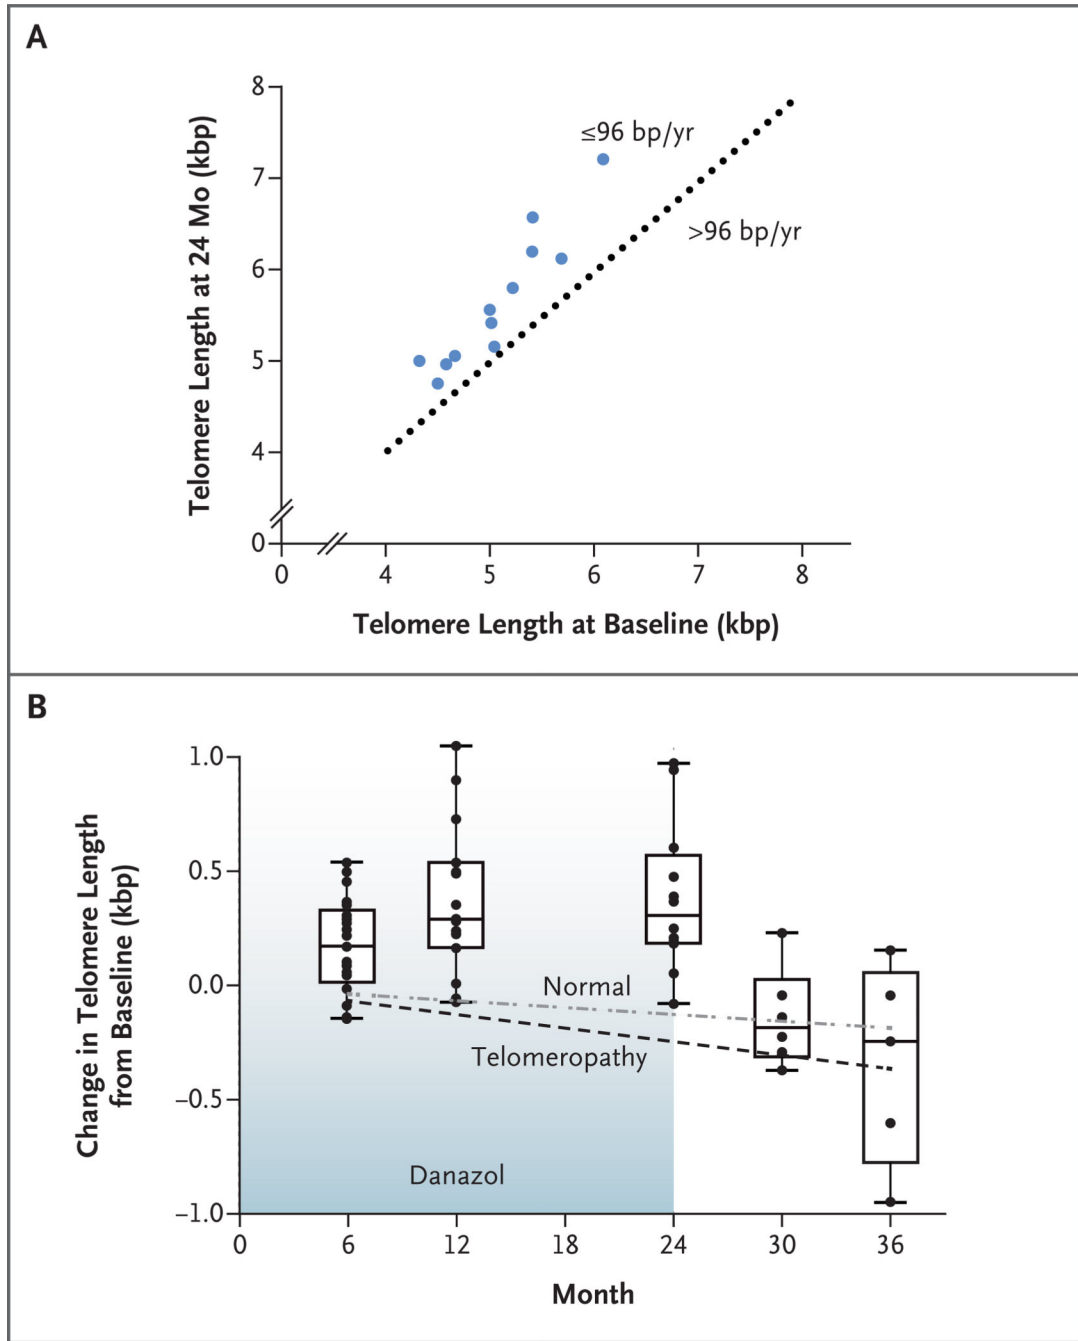 A
8
7
6
5
4
0
Telomere Length at 24 Mo (kbp)
≤96 bp/yr
>96 bp/yr
0 4 5 6 7 8
Telomere Length at Baseline (kbp)
B
1.0
0.5
0.0
–0.5
–1.0
Change in Telomere Length
from Baseline (kbp)
Normal
Telomeropathy
Danazol
0 6 12 18 24 30 36
Month